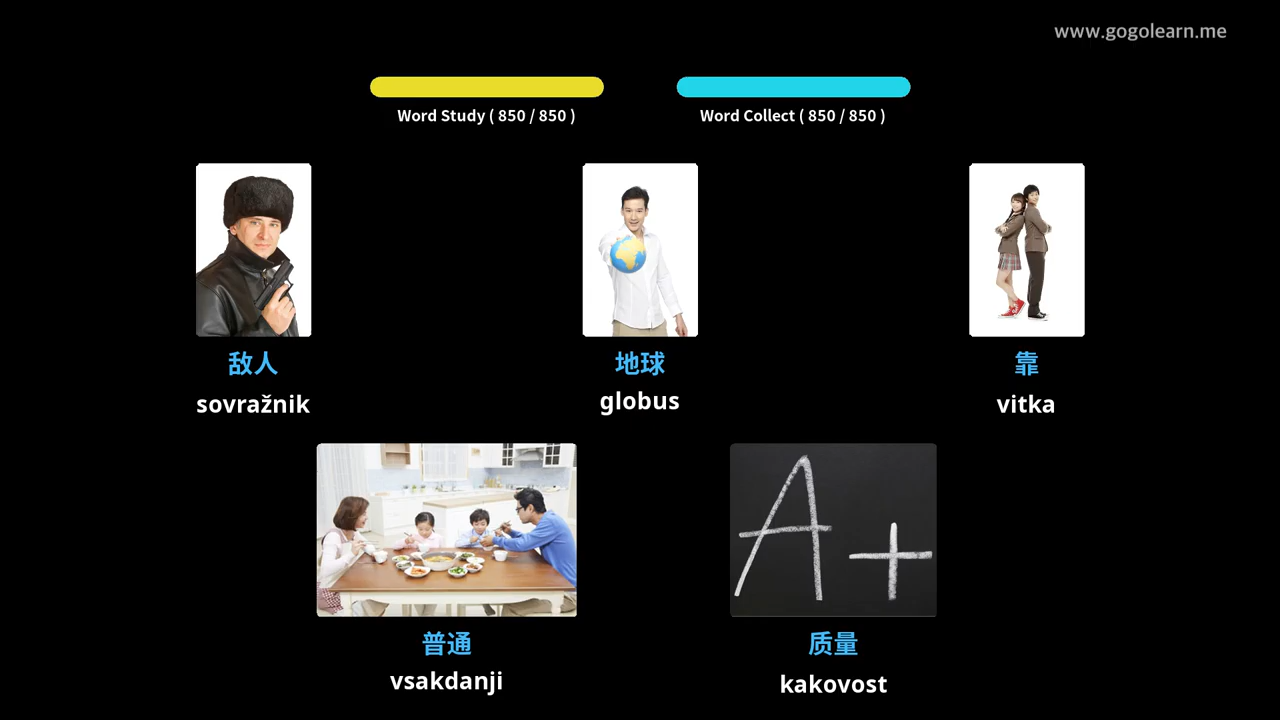 www.gogolearn.me
Word Study ( 850 / 850 )
Word Collect ( 850 / 850 )
敌人
地球
靠
sovražnik
globus
vitka
A+
普通
质量
vsakdanji
kakovost